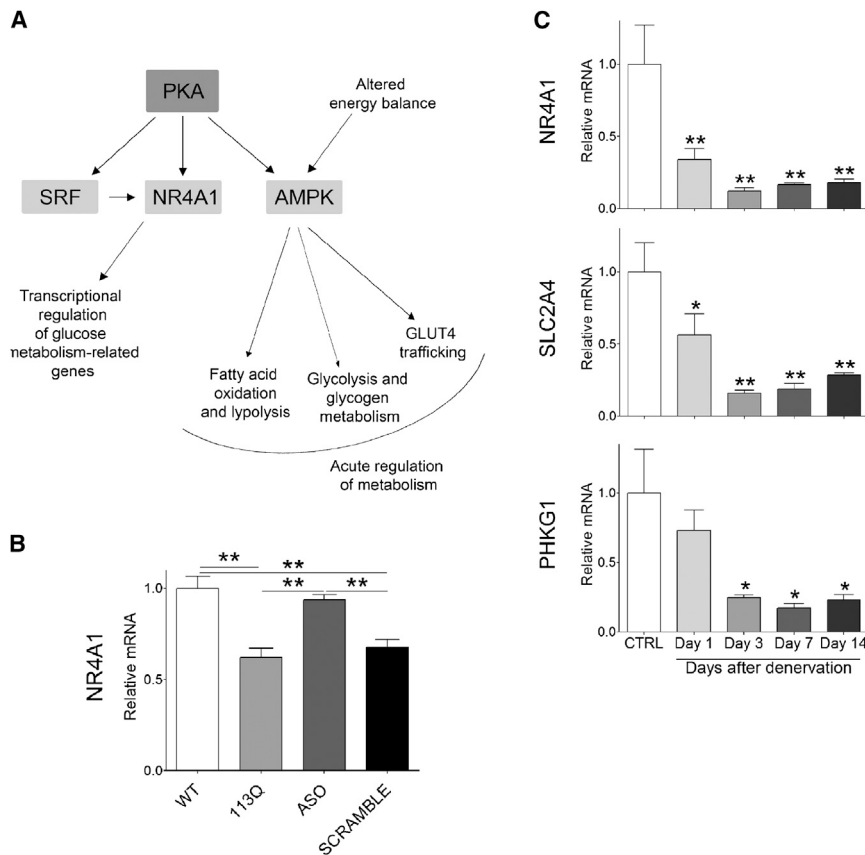 A
PKA
Altered
energy balance
SRF
NR4A1
AMPK
Transcriptional
regulation
of glucose
metabolism-related
genes
GLUT4
trafficking
Fatty acid
oxidation
and lypolysis
Glycolysis and
glycogen
metabolism
Acute regulation
of metabolism
B
NR4A1
Relative mRNA
1.0
0.5
0.0
**
**
**
**
WT
113Q
ASO
SCRAMBLE
C
NR4A1
Relative mRNA
1.0
0.5
0.0
**
**
**
**
SLC2A4
Relative mRNA
1.0
0.5
0.0
*
**
**
**
PHKG1
Relative mRNA
1.0
0.5
0.0
*
*
*
CTRL
Day 1
Day 3
Day 7
Day 14
Days after denervation